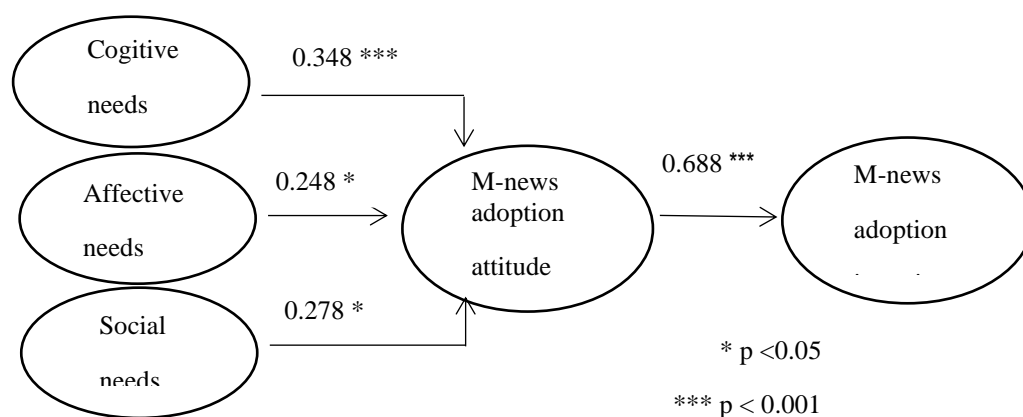 Cogitive
needs
0.348 ***
Affective
needs
0.248 *
Social
needs
0.278 *
M-news
adoption
attitude
0.688 ***
M-news
adoption
* p <0.05
*** p < 0.001